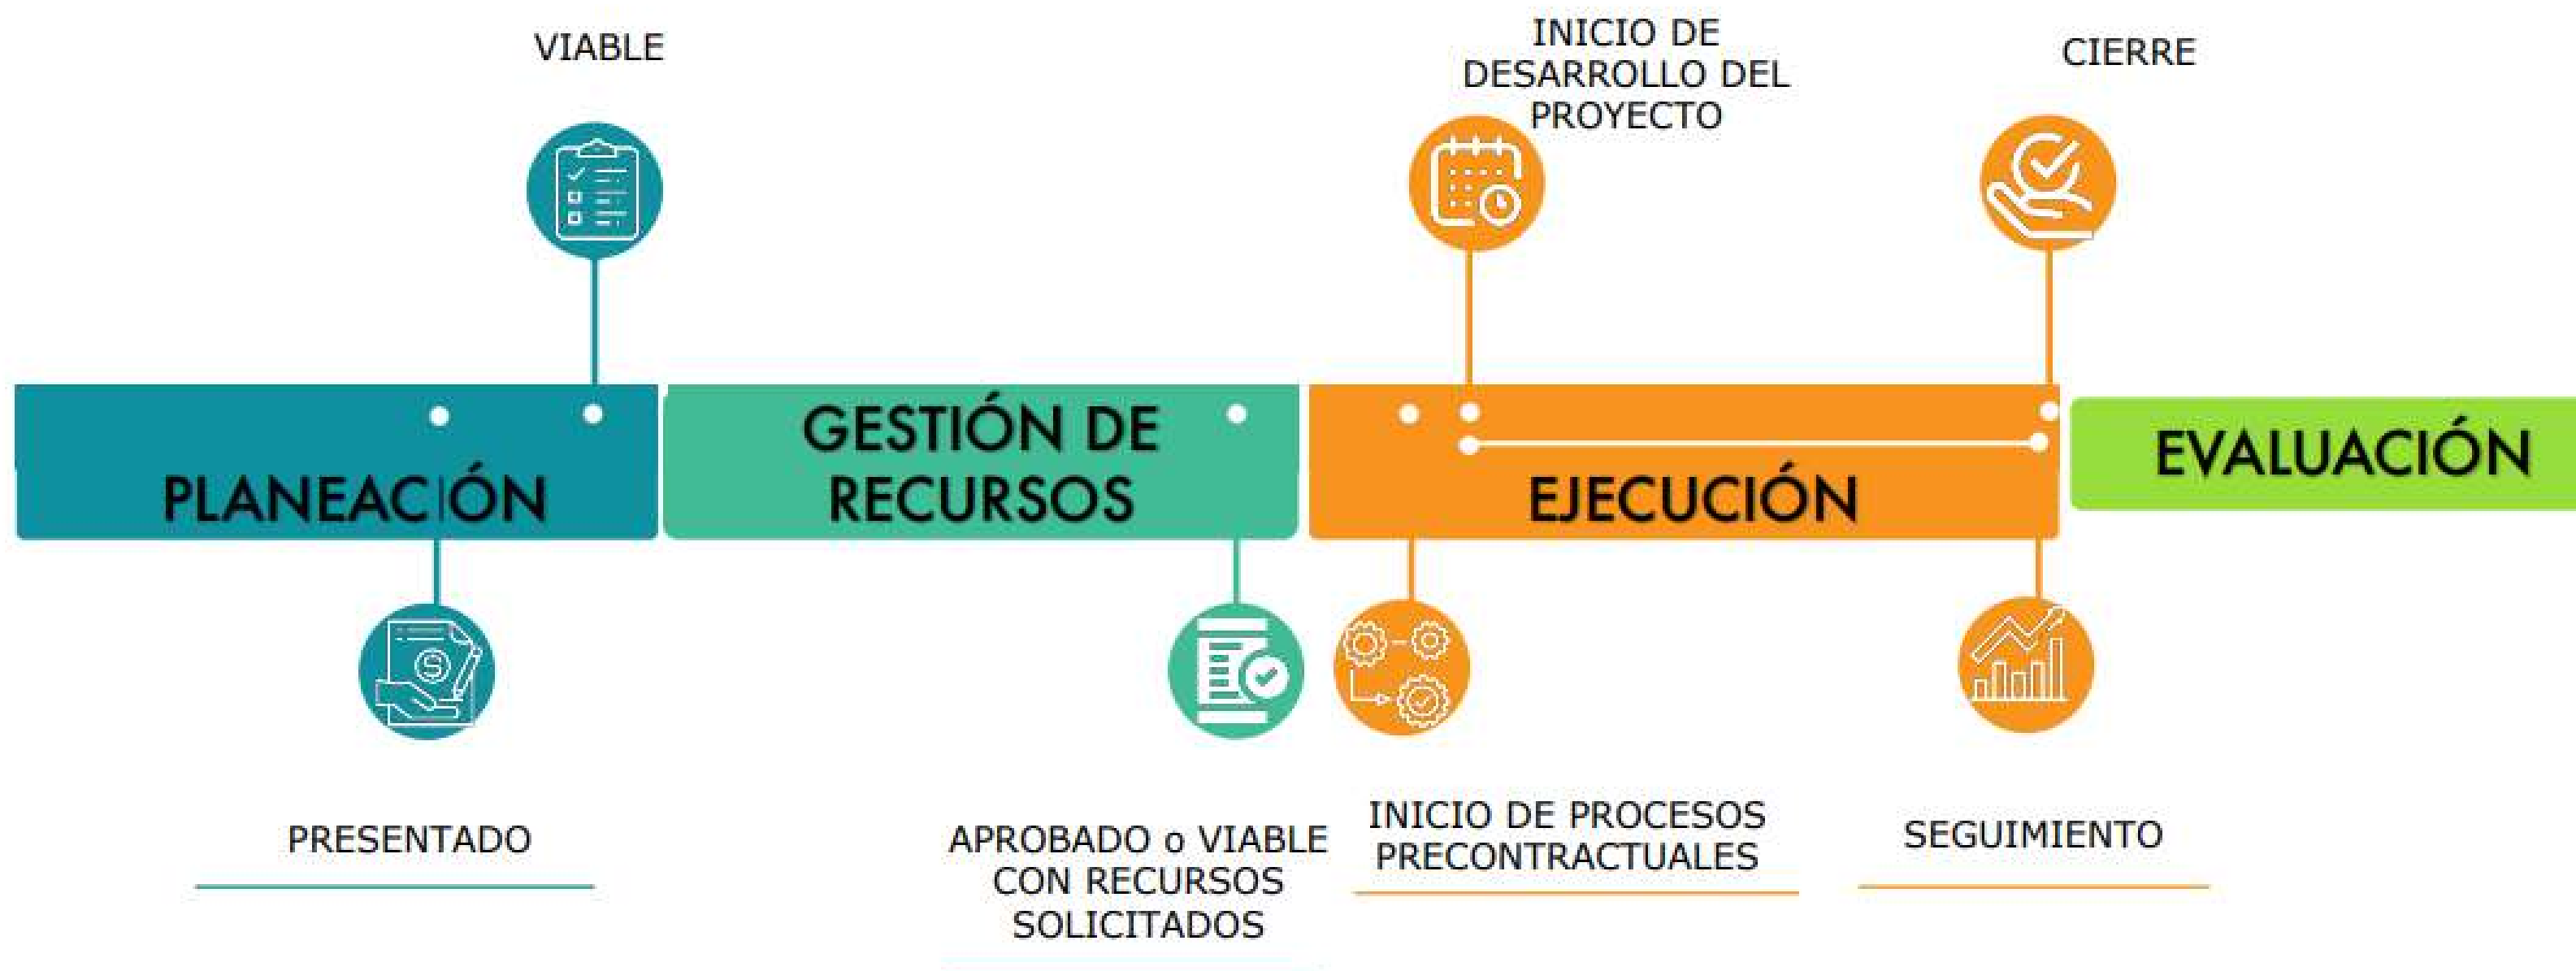 VIABLE
INICIO DE
DESARROLLO DEL
PROYECTO
CIERRE
PLANEACIÓN
GESTIÓN DE
RECURSOS
EJECUCIÓN
EVALUACIÓN
PRESENTADO
APROBADO o VIABLE
CON RECURSOS
SOLICITADOS
INICIO DE PROCESOS
PRECONTRACTUALES
SEGUIMIENTO